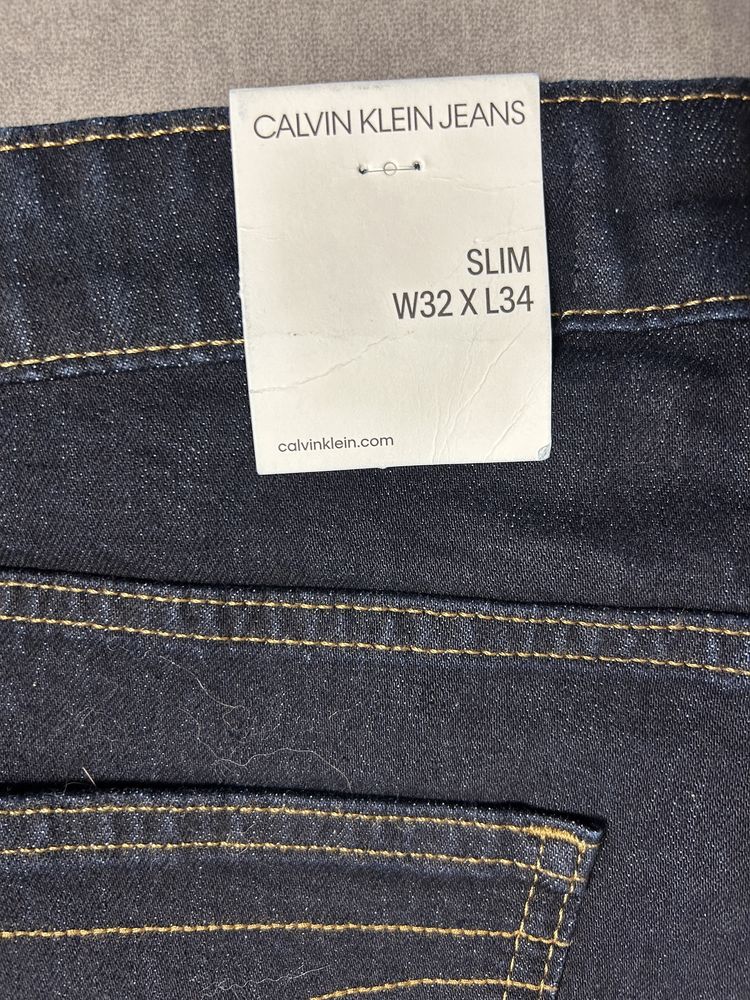 CALVIN KLEIN JEANS
SLIM
W32 X L34
calvinklein.com